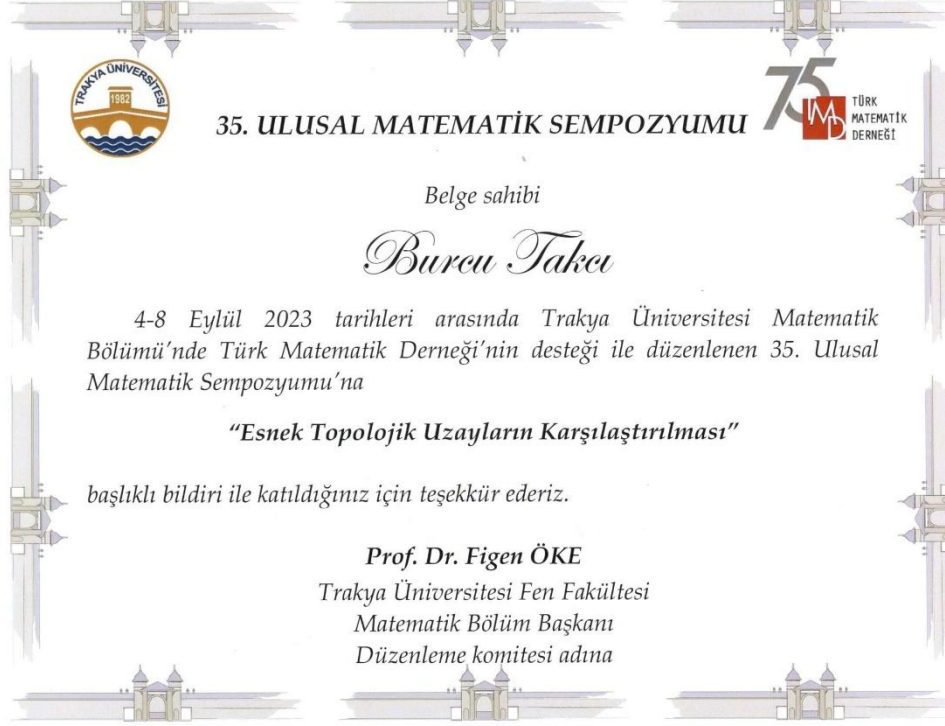 TRAKYA ÜNİVERSİTESİ
1982
75
TMD
TÜRK
MATEMATİK
DERNEĞİ
35. ULUSAL MATEMATİK SEMPOZYUMU
Belge sahibi
Burcu Takcı
4-8 Eylül 2023 tarihleri arasında Trakya Üniversitesi Matematik
Bölümü’nde Türk Matematik Derneği’nin desteği ile düzenlenen 35. Ulusal
Matematik Sempozyumu’na
“Esnek Topolojik Uzayların Karşılaştırılması”
başlıklı bildiri ile katıldığınız için teşekkür ederiz.
Prof. Dr. Figen ÖKE
Trakya Üniversitesi Fen Fakültesi
Matematik Bölüm Başkanı
Düzenleme komitesi adına